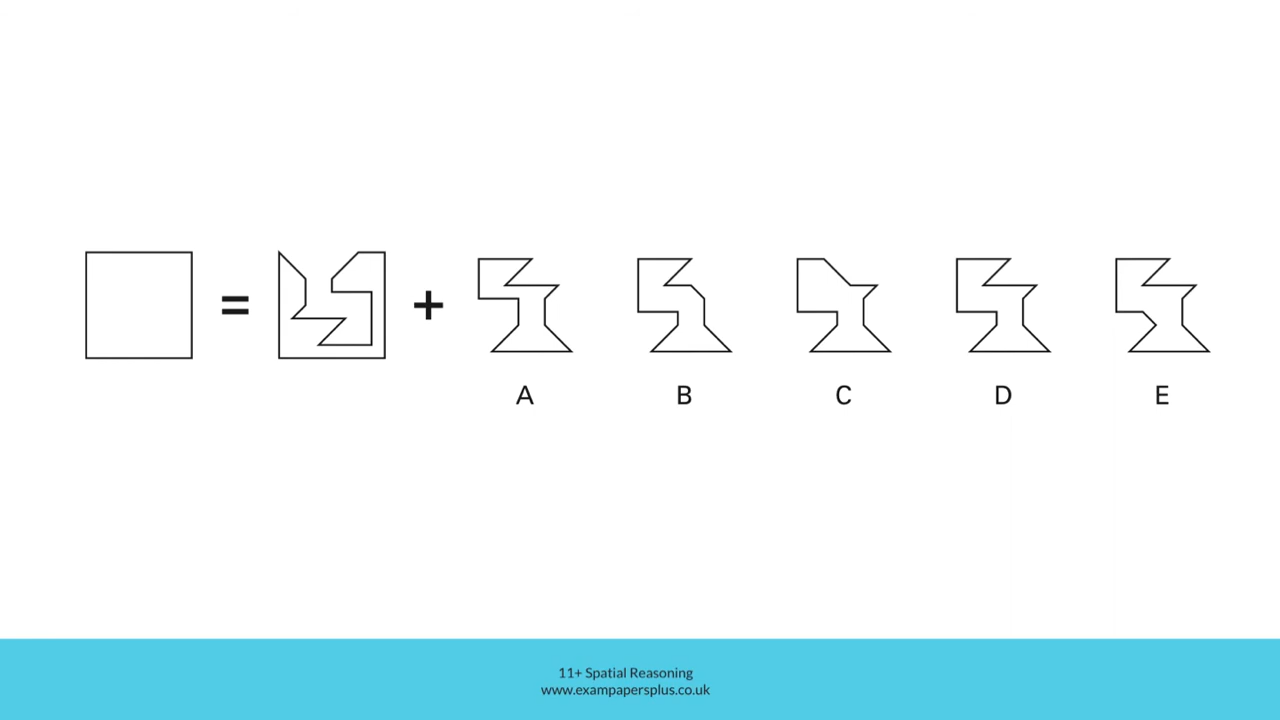 = + 
A B C D E
11+ Spatial Reasoning
www.exampapersplus.co.uk